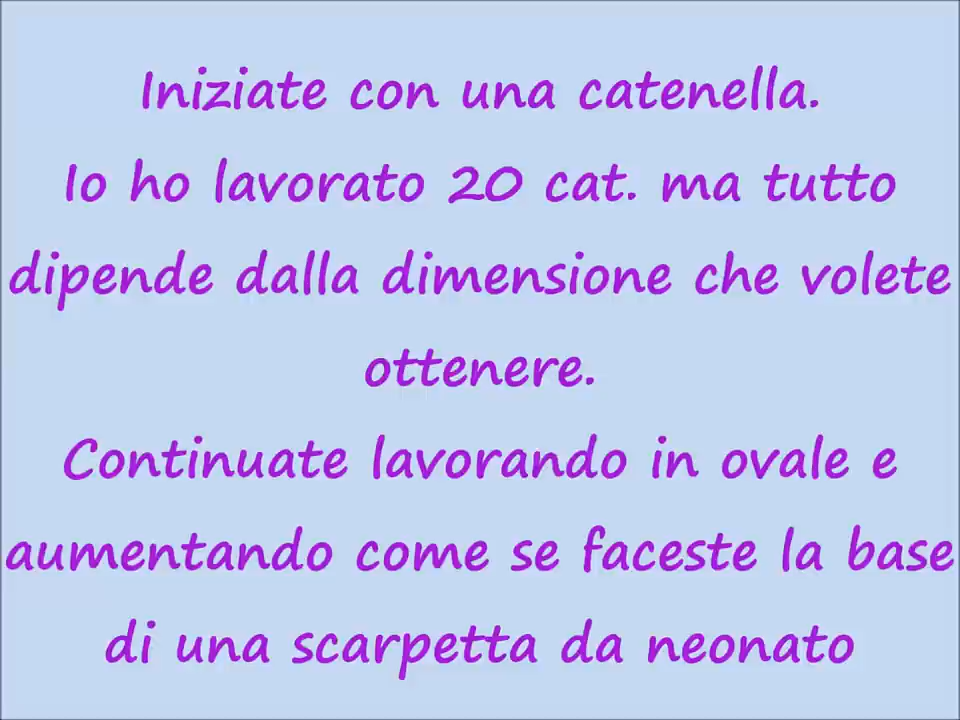 Iniziate con una catenella.
Io ho lavorato 20 cat. ma tutto
dipende dalla dimensione che volete
ottenere.
Continuate lavorando in ovale e
aumentando come se faceste la base
di una scarpetta da neonato